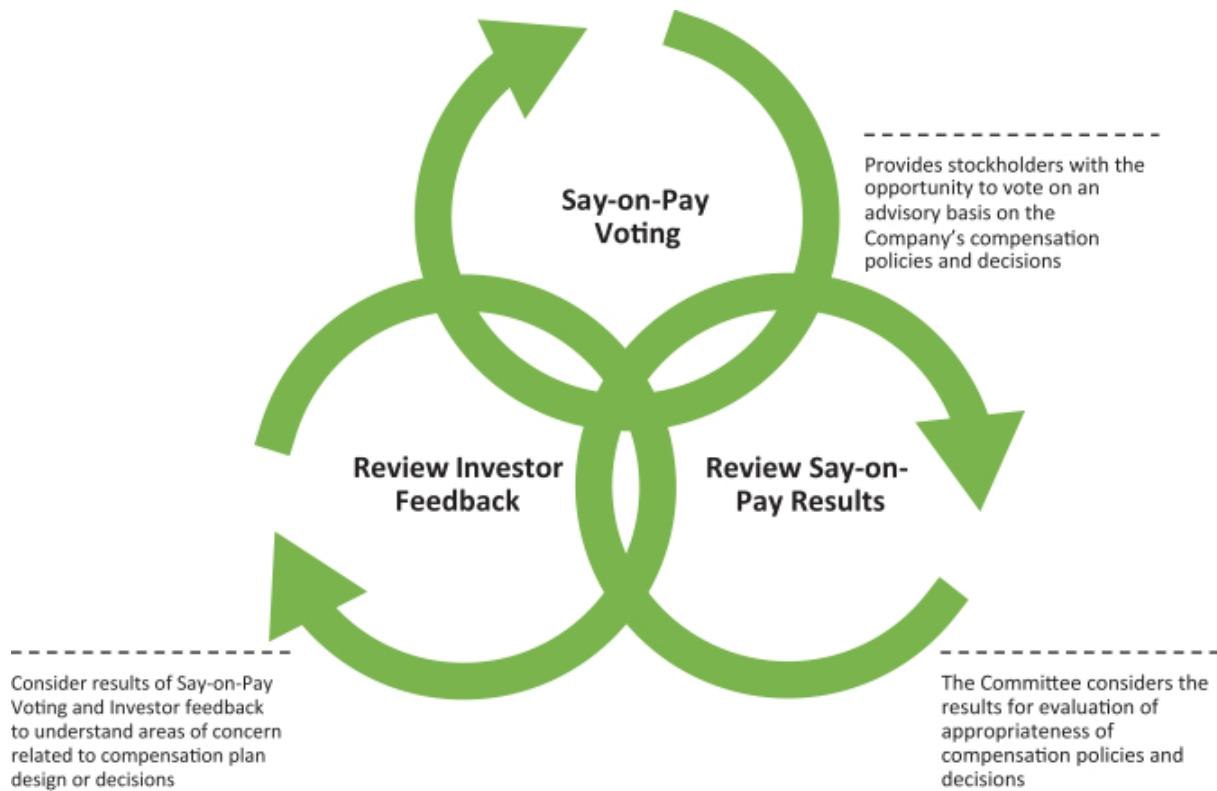 Say-on-Pay
Voting
Provides stockholders with the
opportunity to vote on an
advisory basis on the
Company’s compensation
policies and decisions
Review Investor
Feedback
Review Say-on-
Pay Results
Consider results of Say-on-Pay
Voting and Investor feedback
to understand areas of concern
related to compensation plan
design or decisions
The Committee considers the
results for evaluation of
appropriateness of
compensation policies and
decisions